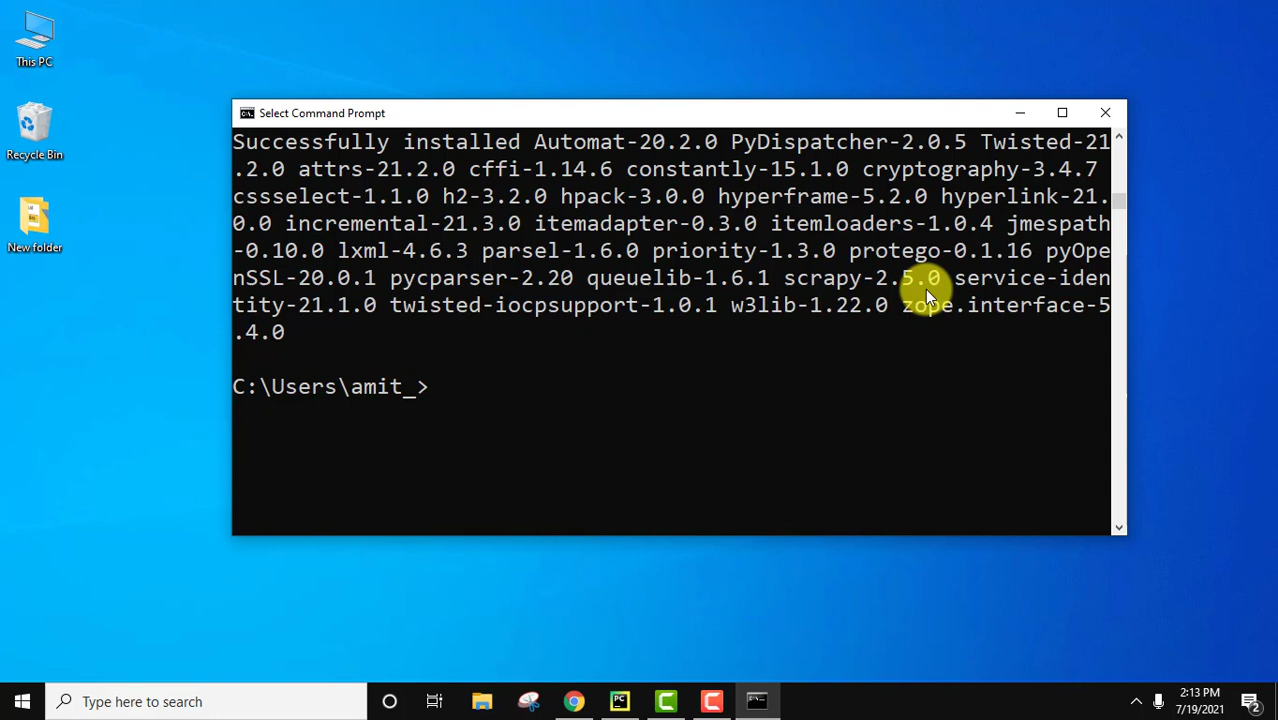 This PC
Recycle Bin
New folder
Select Command Prompt
Successfully installed Automat-20.2.0 PyDispatcher-2.0.5 Twisted-21
.2.0 attrs-21.2.0 cffi-1.14.6 constantly-15.1.0 cryptography-3.4.7
cssselect-1.1.0 h2-3.2.0 hpack-3.0.0 hyperframe-5.2.0 hyperlink-21.
0.0 incremental-21.3.0 itemadapter-0.3.0 itemloaders-1.0.4 jmespath
-0.10.0 lxml-4.6.3 parsel-1.6.0 priority-1.3.0 protego-0.1.16 pyOpe
nSSL-20.0.1 pycparser-2.20 queuelib-1.6.1 scrapy-2.5.0 service-iden
tity-21.1.0 twisted-iocpsupport-1.0.1 w3lib-1.22.0 zope.interface-5
.4.0
C:\Users\amit_>
Type here to search
PC
2:13 PM
7/19/2021
2